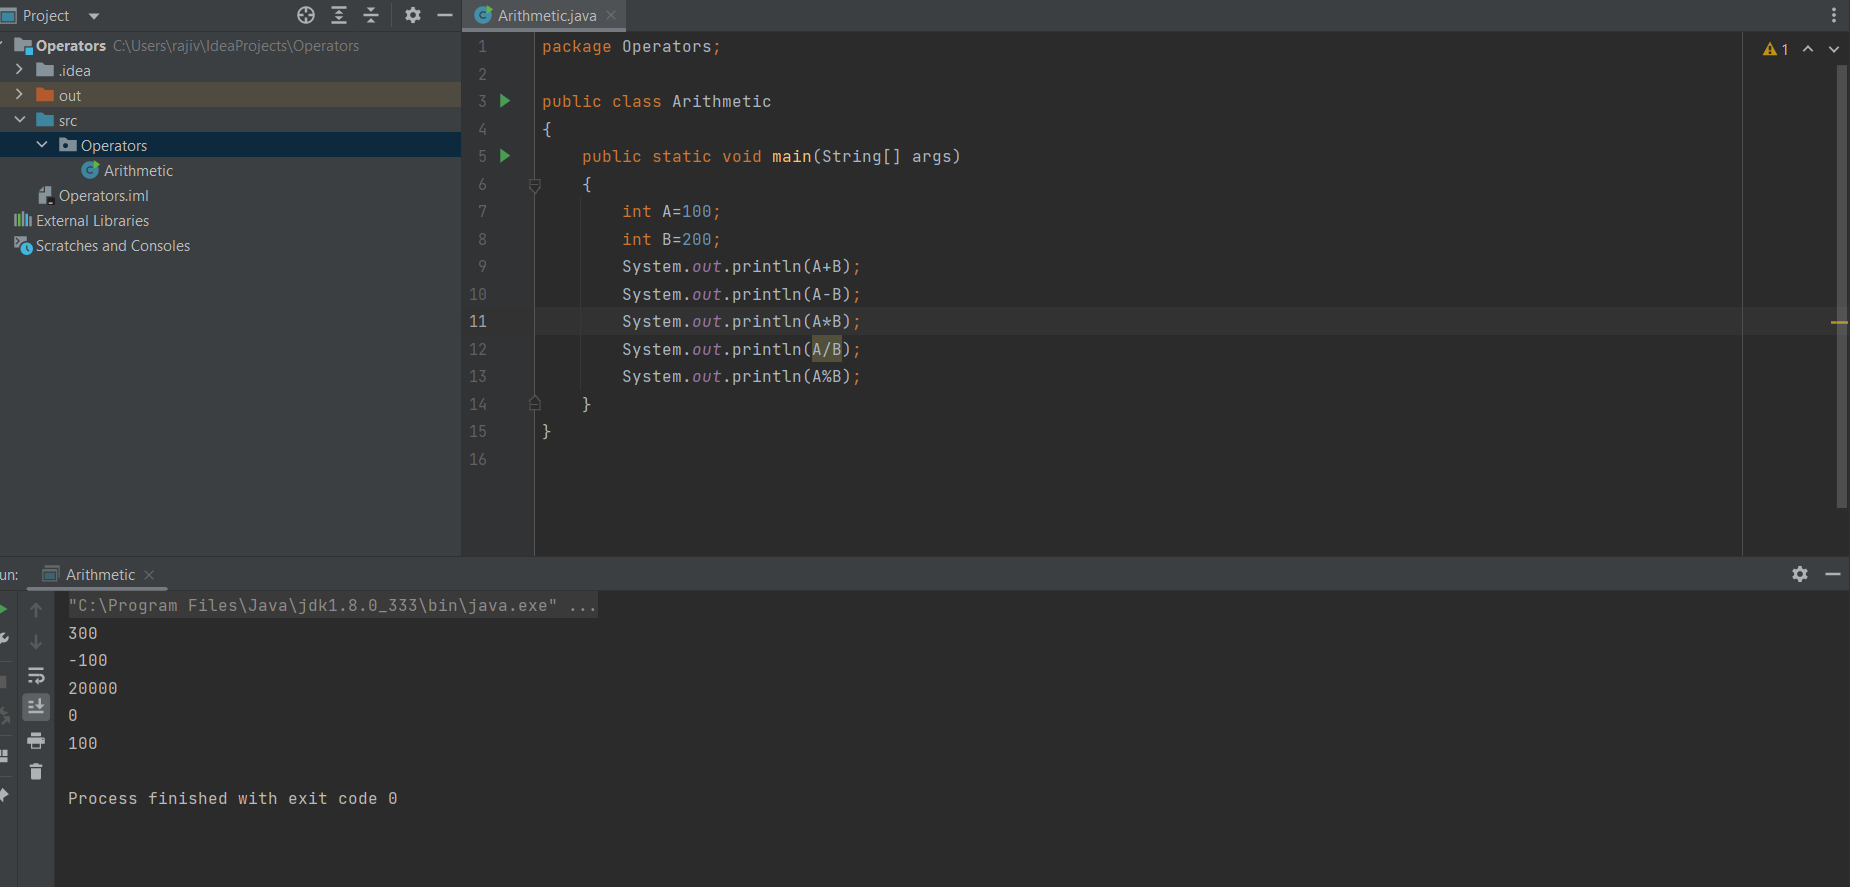 Project
Operators C:\Users\rajiv\IdeaProjects\Operators
.idea
out
src
Operators
Arithmetic
Operators.iml
External Libraries
Scratches and Consoles
Arithmetic.java
1 package Operators;
2
3 public class Arithmetic
4 {
5 public static void main(String[] args)
6 {
7 int A=100;
8 int B=200;
9 System.out.println(A+B);
10 System.out.println(A-B);
11 System.out.println(A*B);
12 System.out.println(A/B);
13 System.out.println(A%B);
14 }
15 }
16
1
un: Arithmetic
"C:\Program Files\Java\jdk1.8.0_333\bin\java.exe" ...
300
-100
20000
0
100
Process finished with exit code 0